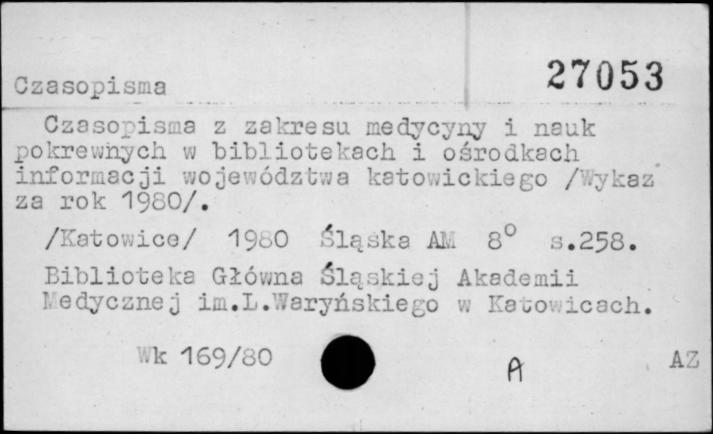 27053
Czasopisma
Czasopisma z zakresu medycyny i nauk
pokrewnych w bibliotekach i ośrodkach
informacji województwa katowickiego /Wykaz
za rok 1980/.
/Katowice/ 1980 Śląska AM 8° s.258.
Biblioteka Główna Śląskiej Akademii
Medycznej im.L.Waryńskiego w Katowicach.
Wk 169/80
A
AZ